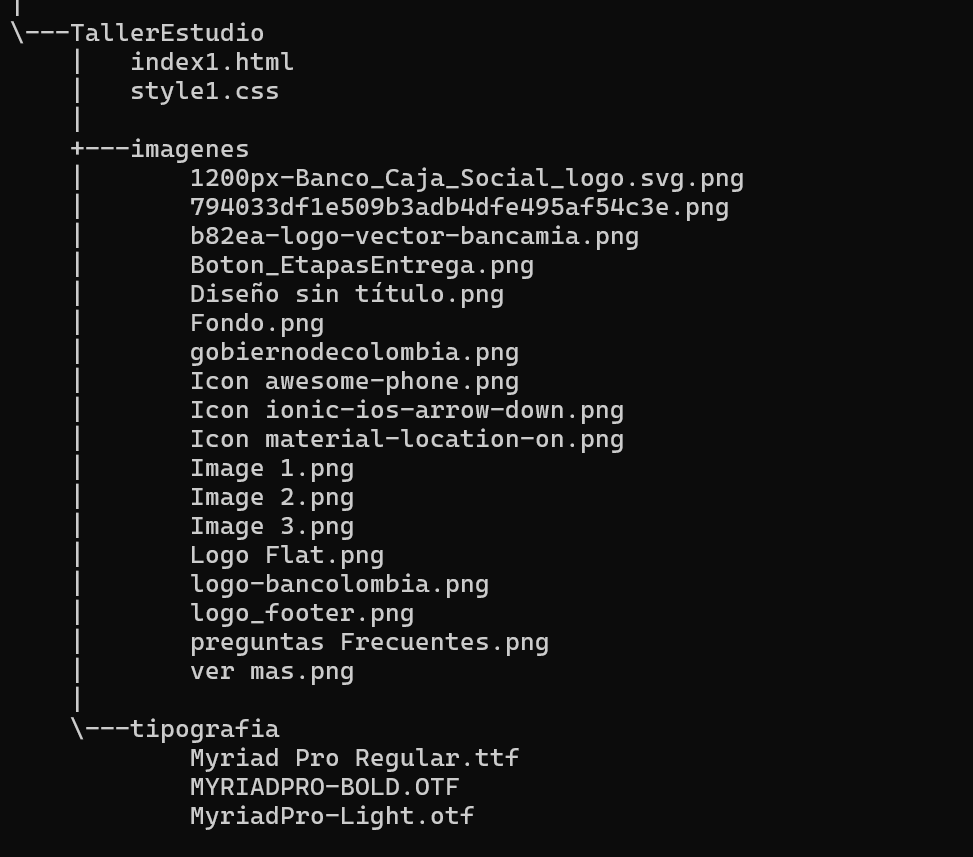 |
\---TallerEstudio
    |   index1.html
    |   style1.css
    |
    +---imagenes
    |       1200px-Banco_Caja_Social_logo.svg.png
    |       794033df1e509b3adb4dfe495af54c3e.png
    |       b82ea-logo-vector-bancamia.png
    |       Boton_EtapasEntrega.png
    |       Diseño sin título.png
    |       Fondo.png
    |       gobiernodecolombia.png
    |       Icon awesome-phone.png
    |       Icon ionic-ios-arrow-down.png
    |       Icon material-location-on.png
    |       Image 1.png
    |       Image 2.png
    |       Image 3.png
    |       Logo Flat.png
    |       logo-bancolombia.png
    |       logo_footer.png
    |       preguntas Frecuentes.png
    |       ver mas.png
    |
    \---tipografia
            Myriad Pro Regular.ttf
            MYRIADPRO-BOLD.OTF
            MyriadPro-Light.otf